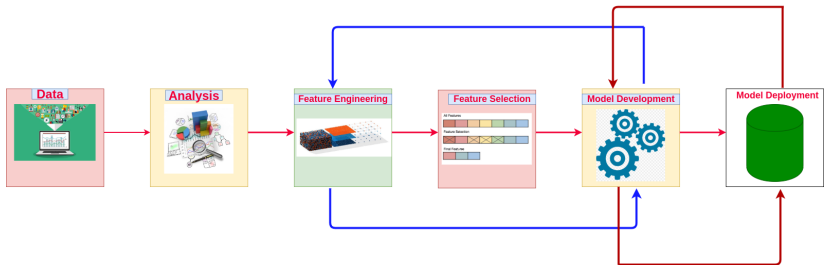 Data
Analysis
Feature Engineering
Feature Selection
All Features
Feature Selection
Final Features
Model Development
Model Deployment